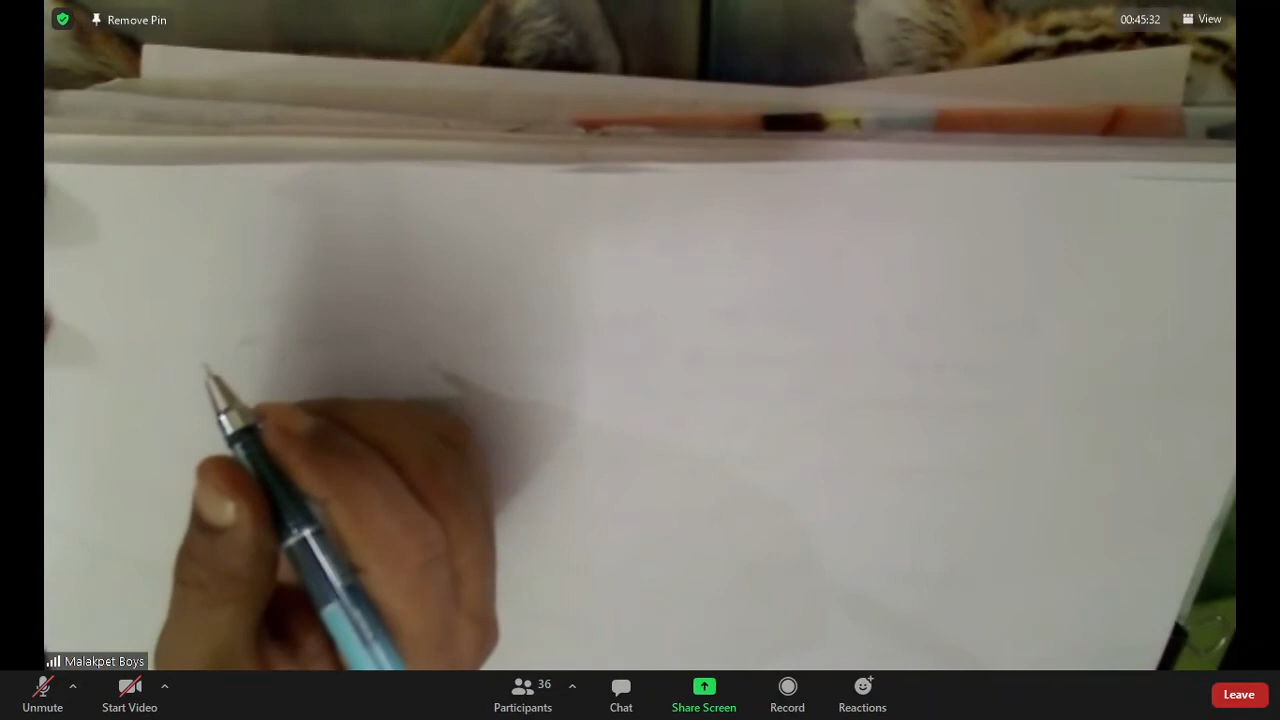 Remove Pin
00:45:32
View
Malakpet Boys
Unmute
Start Video
36
Participants
Chat
Share Screen
Record
Reactions
Leave